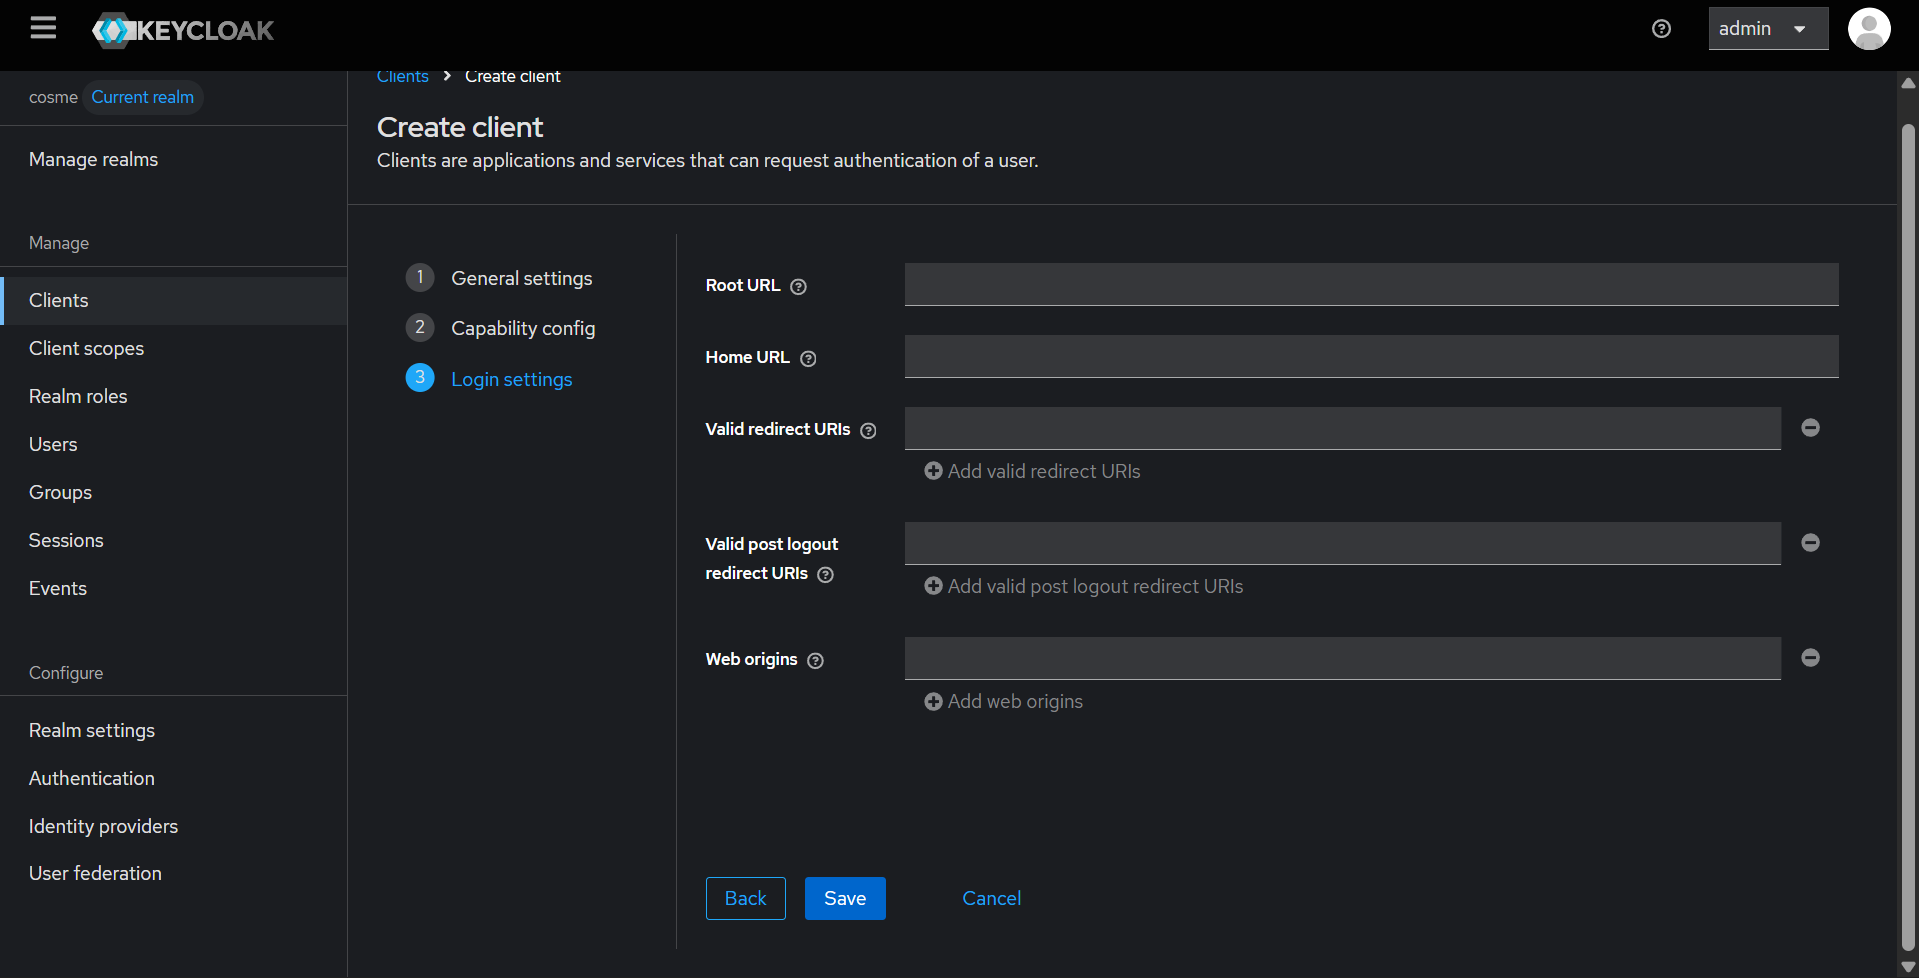 KEYCLOAK
admin
cosme Current realm
Manage realms
Manage
Clients
Client scopes
Realm roles
Users
Groups
Sessions
Events
Configure
Realm settings
Authentication
Identity providers
User federation
Clients > Create client
Create client
Clients are applications and services that can request authentication of a user.
1 General settings
2 Capability config
3 Login settings
Root URL
Home URL
Valid redirect URIs
Add valid redirect URIs
Valid post logout
redirect URIs
Add valid post logout redirect URIs
Web origins
Add web origins
Back Save Cancel